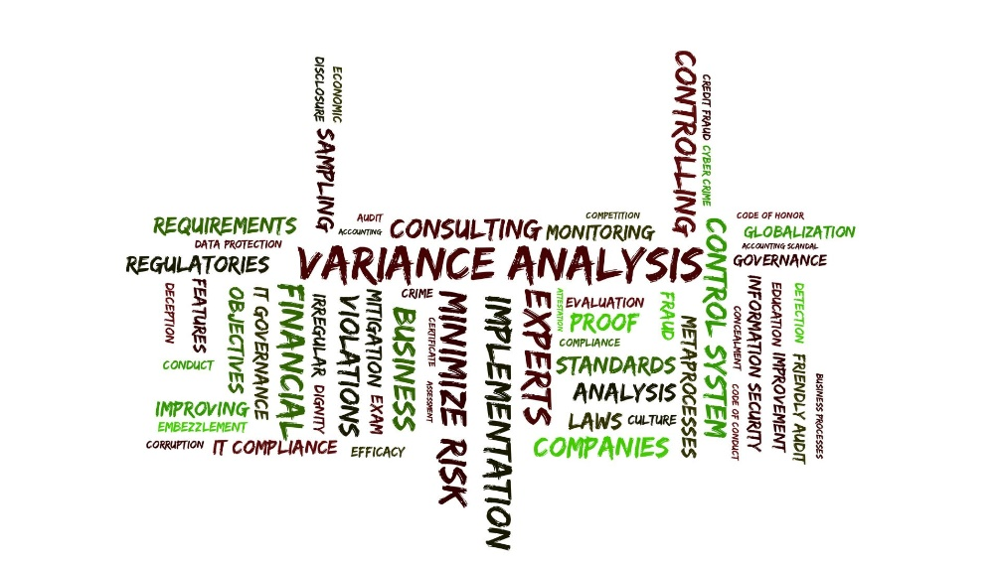 ECONOMIC
DISCLOSURE
SAMPLING
CONTROLLING
CREDIT FRAUD
CYBER CRIME
REQUIREMENTS
AUDIT
ACCOUNTING
CONSULTING
COMPETITION
MONITORING
CODE OF HONOR
GLOBALIZATION
DATA PROTECTION
ACCOUNTING SCANDAL
REGULATORIES
VARIANCE ANALYSIS
GOVERNANCE
CONTROL SYSTEM
DECEPTION
FEATURES
OBJECTIVES
IT GOVERNANCE
FINANCIAL
IRREGULAR
DIGNITY
VIOLATIONS
MITIGATION
EXAM
BUSINESS
CRIME
CERTIFICATE
ASSESSMENT
MINIMIZE RISK
IMPLEMENTATION
EXPERTS
ATTESTATION
EVALUATION
PROOF
FRAUD
COMPLIANCE
STANDARDS
ANALYSIS
LAWS
CULTURE
COMPANIES
METAPROCESSES
CONCEALMENT
CODE OF CONDUCT
INFORMATION SECURITY
EDUCATION
IMPROVEMENT
DETECTION
FRIENDLY AUDIT
BUSINESS PROCESSES
CONDUCT
IMPROVING
EMBEZZLEMENT
CORRUPTION
IT COMPLIANCE
EFFICACY